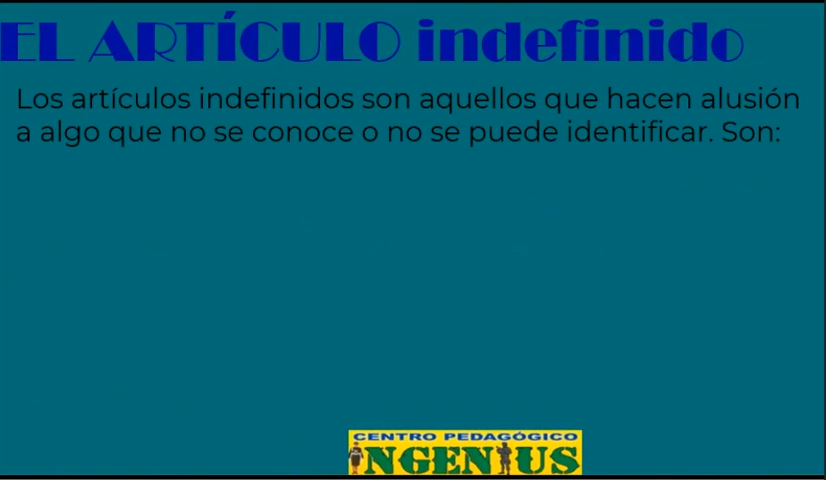 EL ARTÍCULO indefinido
Los artículos indefinidos son aquellos que hacen alusión
a algo que no se conoce o no se puede identificar. Son:
CENTRO PEDAGÓGICO
INGENIUS